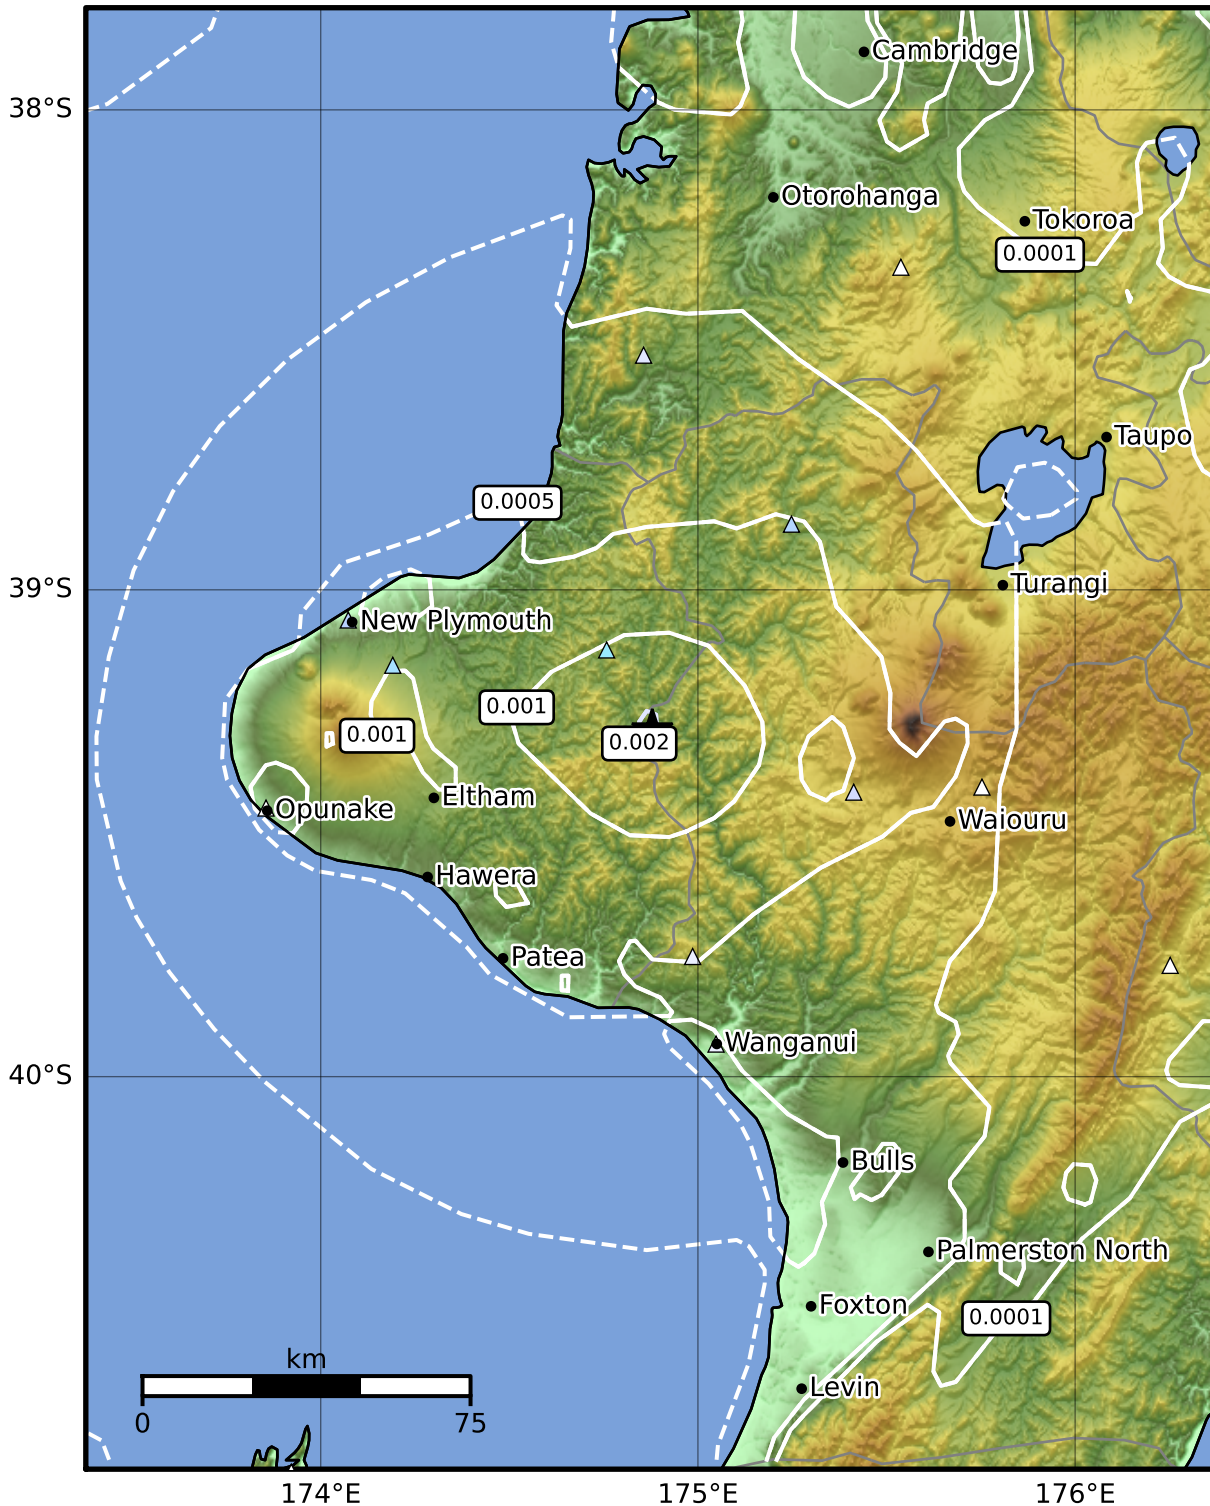 Cambridge
38°S
Otorohanga
Tokoroa
0.0001
Taupo
0.0005
Turangi
39°S
New Plymouth
0.001
0.001
0.002
Eltham
Opunake
Waiouru
Hawera
Patea
Wanganui
40°S
Bulls
Palmerston North
Foxton
0.0001
km
Levin
0
75
174°E
175°E
176°E